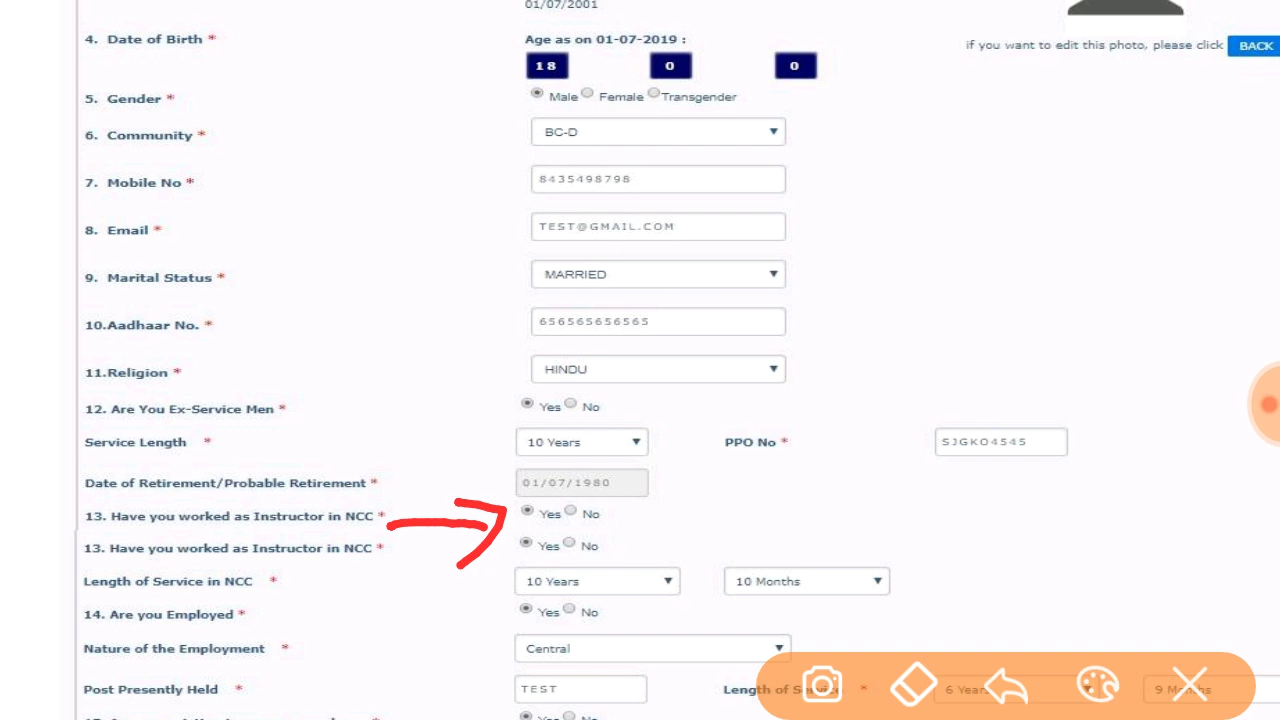 01/07/2001
4. Date of Birth *
Age as on 01-07-2019 :
if you want to edit this photo, please click BACK
18 0 0
5. Gender * Male Female Transgender
6. Community * BC-D
7. Mobile No * 8435498798
8. Email * TEST@GMAIL.COM
9. Marital Status * MARRIED
10.Aadhaar No. * 656565656565
11.Religion * HINDU
12. Are You Ex-Service Men * Yes No
Service Length * 10 Years PPO No * SJGKO4545
Date of Retirement/Probable Retirement * 01/07/1980
13. Have you worked as Instructor in NCC * Yes No
13. Have you worked as Instructor in NCC * Yes No
Length of Service in NCC * 10 Years 10 Months
14. Are you Employed * Yes No
Nature of the Employment * Central
Post Presently Held * TEST Length of Service * 6 Years 9 Months
Yes No